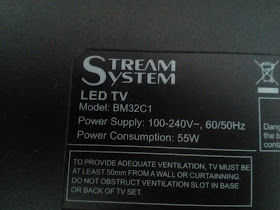 STREAM
SYSTEM
LED TV
Model: BM32C1
Power Supply: 100-240V~, 60/50Hz
Power Consumption: 55W
TO PROVIDE ADEQUATE VENTILATION, TV MUST BE
AT LEAST 50mm FROM A WALL OR CURTAINNING.
DO NOT OBSTRUCT VENTILATION SLOT IN BASE
OR BACK OF TV SET.